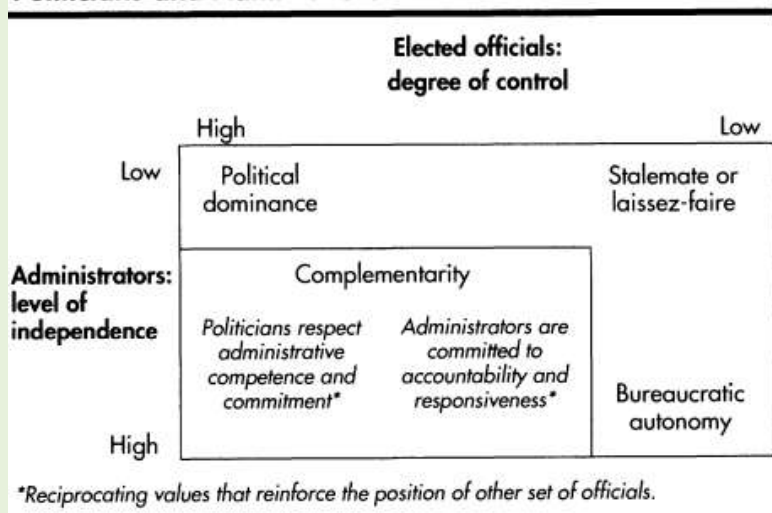 Elected officials:
degree of control
High
Low
Low
Political
dominance
Stalemate or
laissez-faire
Administrators:
level of
independence
Complementarity
Politicians respect
administrative
competence and
commitment*
Administrators are
committed to
accountability and
responsiveness*
Bureaucratic
autonomy
High
*Reciprocating values that reinforce the position of other set of officials.